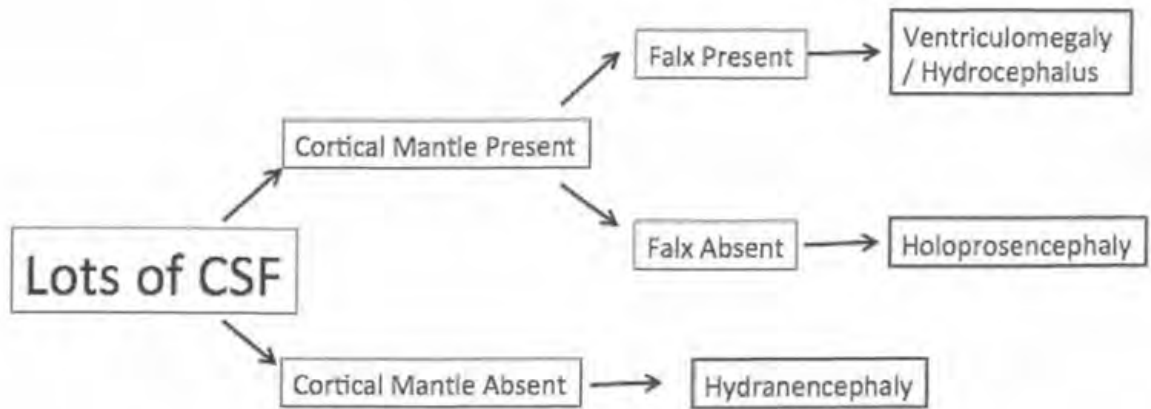 Falx Present
Ventriculomegaly
/ Hydrocephalus
Cortical Mantle Present
Lots of CSF
Falx Absent
Holoprosencephaly
Cortical Mantle Absent
Hydranencephaly